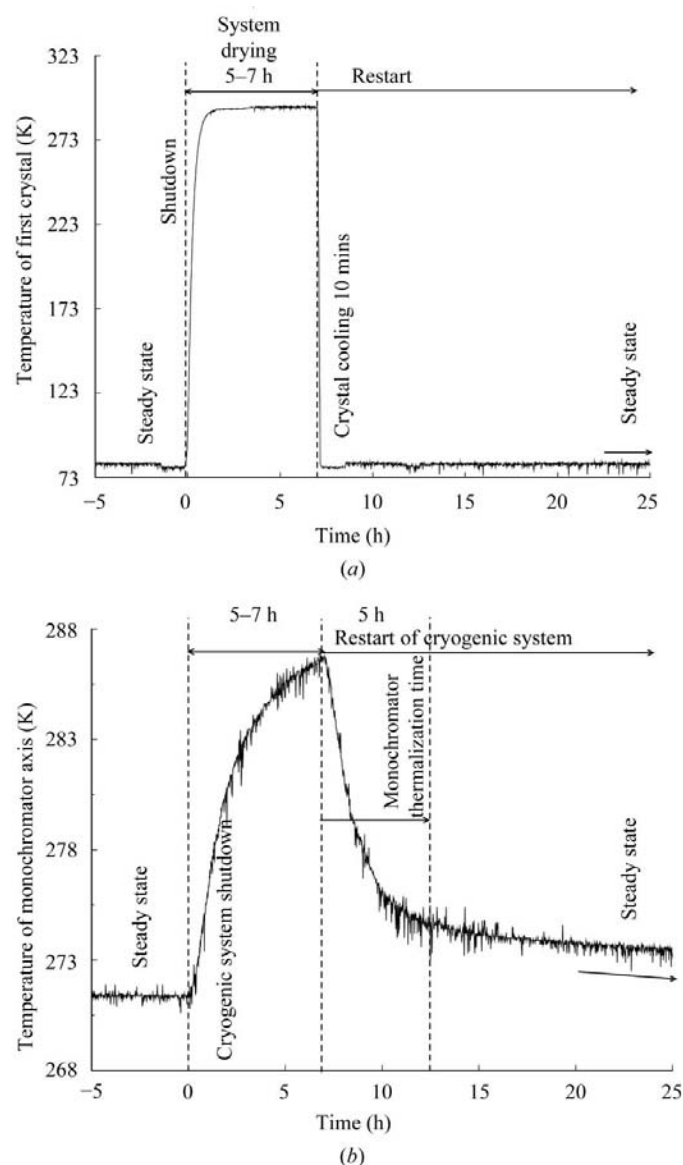 System
drying
5–7 h
Restart
323
273
223
173
123
73
Temperature of first crystal (K)
Steady state
Shutdown
Crystal cooling 10 mins
Steady state
−5
0
5
10
15
20
25
Time (h)
(a)
5–7 h
5 h
Restart of cryogenic system
288
283
278
273
268
Temperature of monochromator axis (K)
Steady state
Cryogenic system shutdown
Monochromator
thermalization time
Steady state
−5
0
5
10
15
20
25
Time (h)
(b)